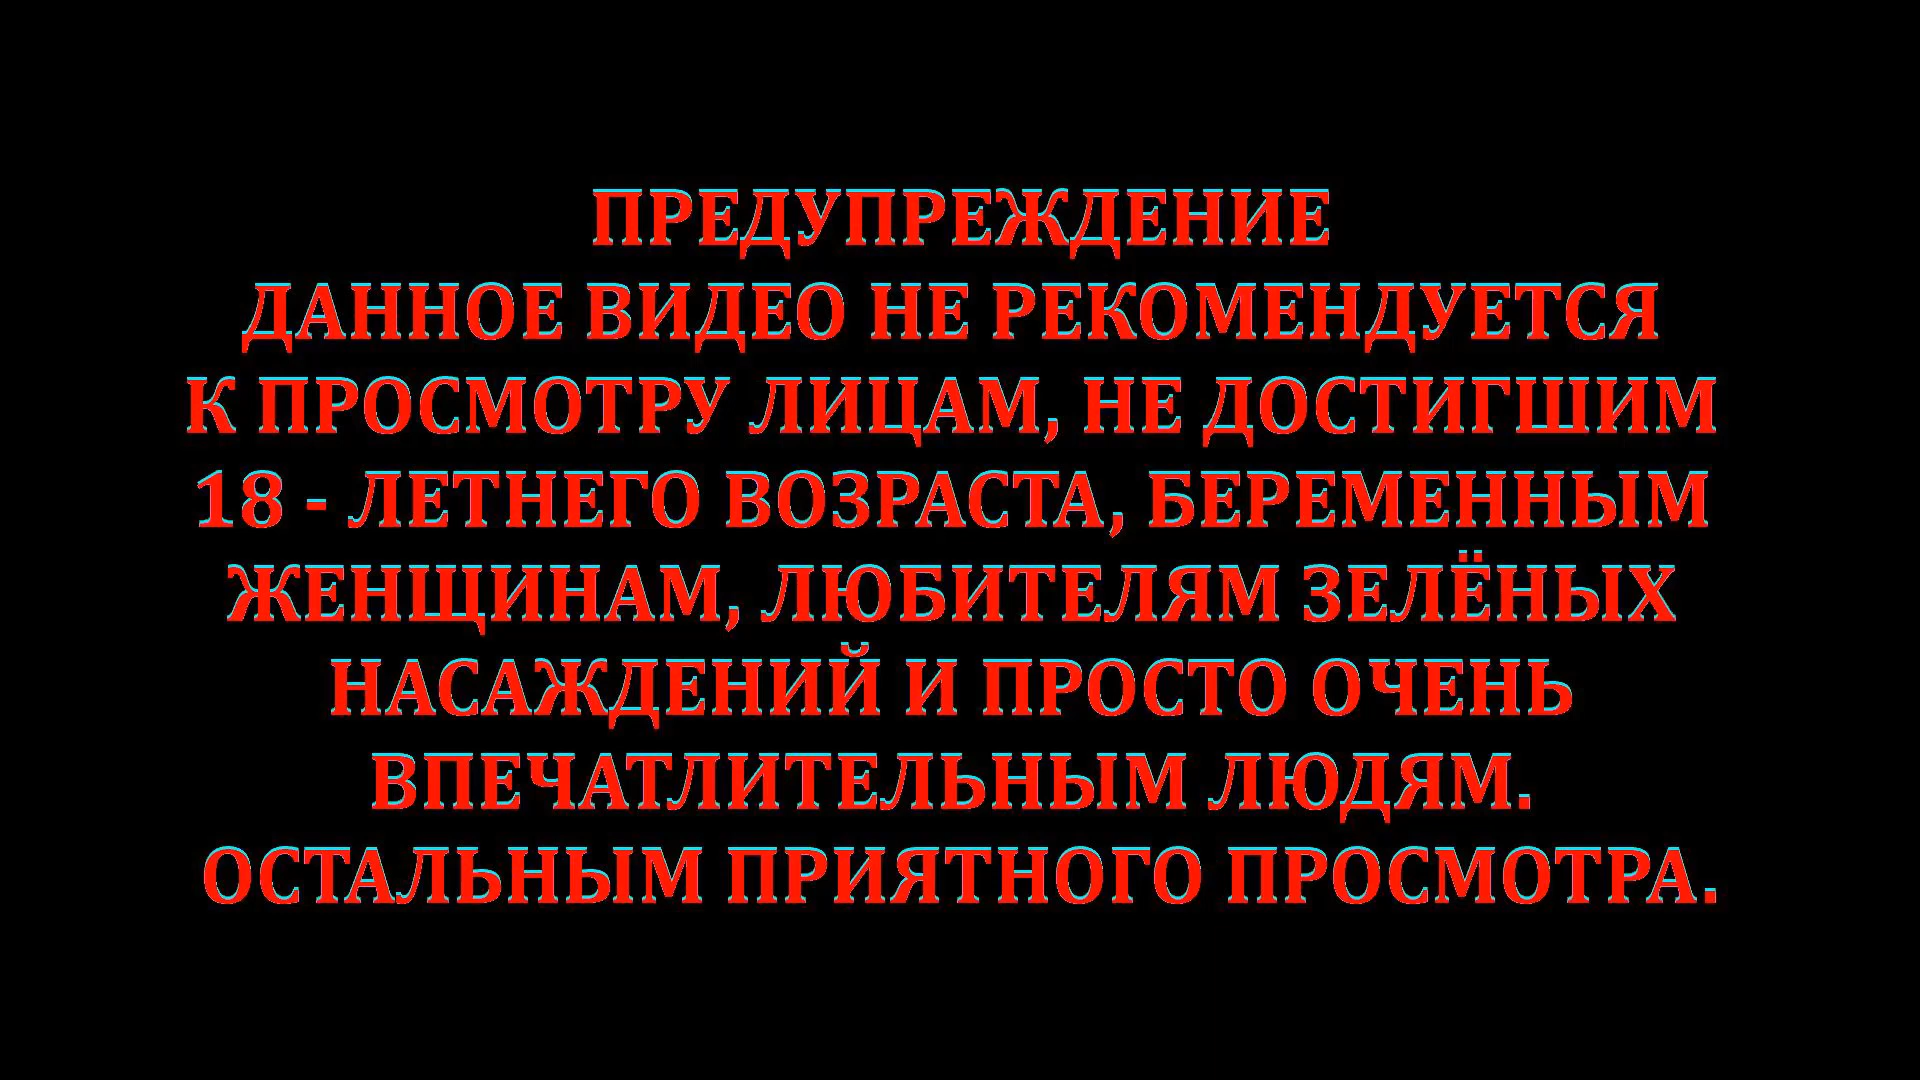 ПРЕДУПРЕЖДЕНИЕ
ДАННОЕ ВИДЕО НЕ РЕКОМЕНДУЕТСЯ
К ПРОСМОТРУ ЛИЦАМ, НЕ ДОСТИГШИМ
18 - ЛЕТНЕГО ВОЗРАСТА, БЕРЕМЕННЫМ
ЖЕНЩИНАМ, ЛЮБИТЕЛЯМ ЗЕЛЁНЫХ
НАСАЖДЕНИЙ И ПРОСТО ОЧЕНЬ
ВПЕЧАТЛИТЕЛЬНЫМ ЛЮДЯМ.
ОСТАЛЬНЫМ ПРИЯТНОГО ПРОСМОТРА.